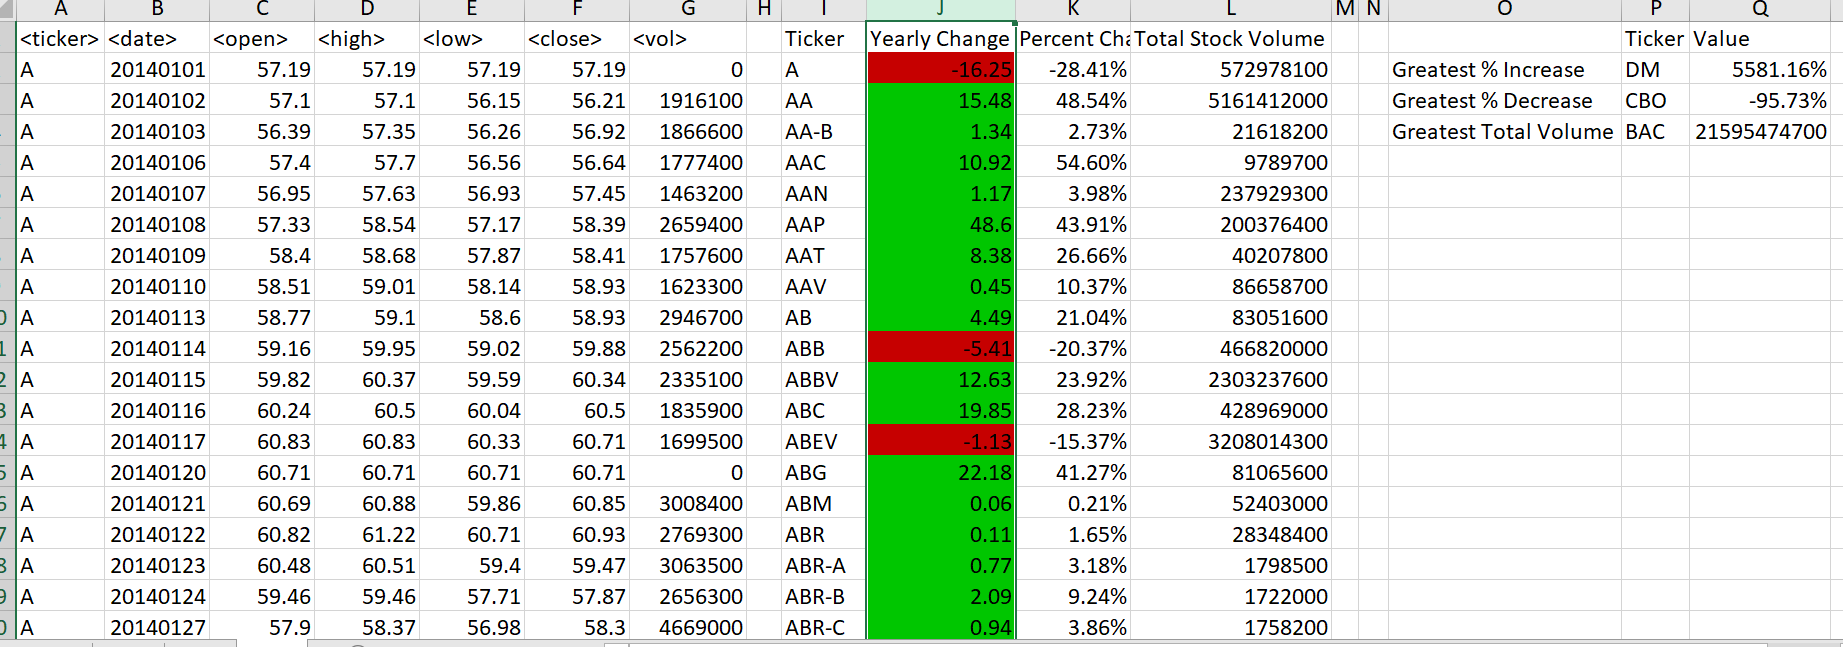 A B C D E F G H I J K L M N O P Q
<ticker> <date> <open> <high> <low> <close> <vol> Ticker Yearly Change Percent Cha Total Stock Volume Ticker Value
A 20140101 57.19 57.19 57.19 57.19 0 A -16.25 -28.41% 572978100 Greatest % Increase DM 5581.16%
A 20140102 57.1 57.1 56.15 56.21 1916100 AA 15.48 48.54% 5161412000 Greatest % Decrease CBO -95.73%
A 20140103 56.39 57.35 56.26 56.92 1866600 AA-B 1.34 2.73% 21618200 Greatest Total Volume BAC 21595474700
A 20140106 57.4 57.7 56.56 56.64 1777400 AAC 10.92 54.60% 9789700
A 20140107 56.95 57.63 56.93 57.45 1463200 AAN 1.17 3.98% 237929300
A 20140108 57.33 58.54 57.17 58.39 2659400 AAP 48.6 43.91% 200376400
A 20140109 58.4 58.68 57.87 58.41 1757600 AAT 8.38 26.66% 40207800
A 20140110 58.51 59.01 58.14 58.93 1623300 AAV 0.45 10.37% 86658700
0 A 20140113 58.77 59.1 58.6 58.93 2946700 AB 4.49 21.04% 83051600
1 A 20140114 59.16 59.95 59.02 59.88 2562200 ABB -5.41 -20.37% 466820000
2 A 20140115 59.82 60.37 59.59 60.34 2335100 ABBV 12.63 23.92% 2303237600
3 A 20140116 60.24 60.5 60.04 60.5 1835900 ABC 19.85 28.23% 428969000
4 A 20140117 60.83 60.83 60.33 60.71 1699500 ABEV -1.13 -15.37% 3208014300
5 A 20140120 60.71 60.71 60.71 60.71 0 ABG 22.18 41.27% 81065600
6 A 20140121 60.69 60.88 59.86 60.85 3008400 ABM 0.06 0.21% 52403000
7 A 20140122 60.82 61.22 60.71 60.93 2769300 ABR 0.11 1.65% 28348400
8 A 20140123 60.48 60.51 59.4 59.47 3063500 ABR-A 0.77 3.18% 1798500
9 A 20140124 59.46 59.46 57.71 57.87 2656300 ABR-B 2.09 9.24% 1722000
0 A 20140127 57.9 58.37 56.98 58.3 4669000 ABR-C 0.94 3.86% 1758200